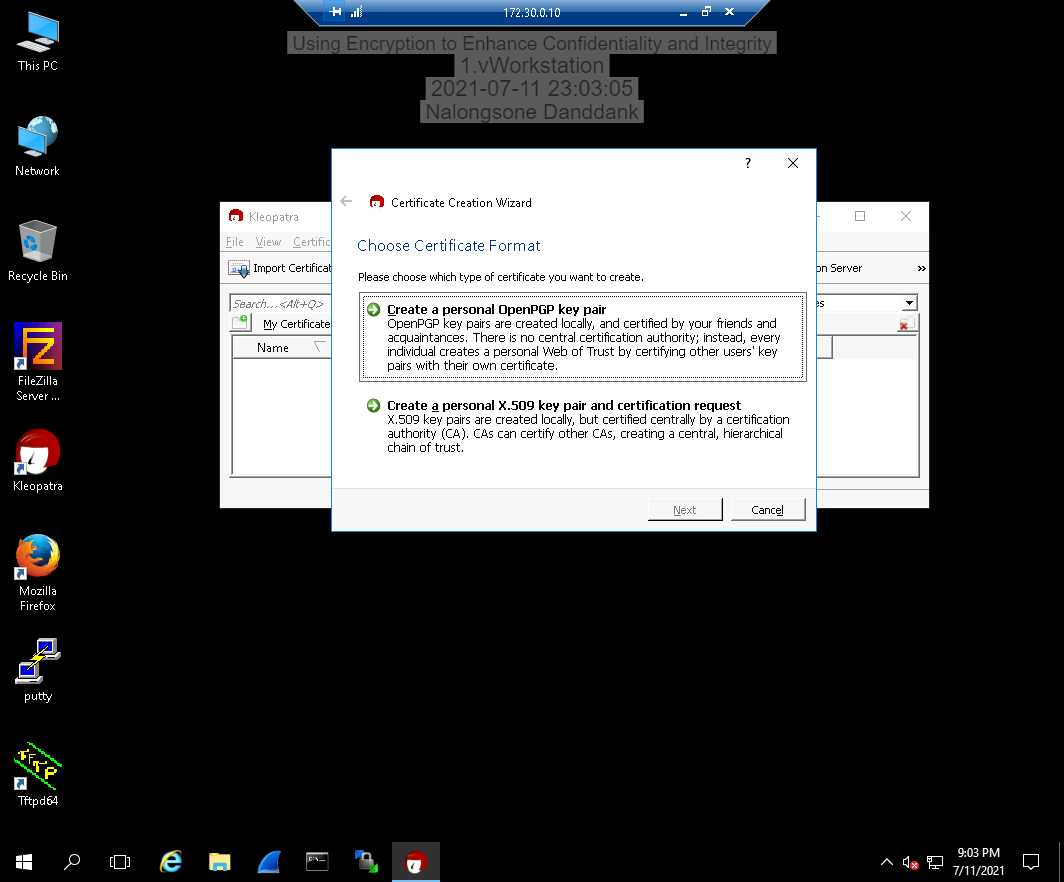 172.30.0.10
Using Encryption to Enhance Confidentiality and Integrity
1.vWorkstation
2021-07-11 23:03:05
Nalongsone Danddank
This PC
Network
Recycle Bin
FileZilla
Server ...
Kleopatra
Mozilla
Firefox
putty
Tftpd64
Kleopatra
File View Certific
Import Certificat
on Server
»
Search...<Alt+Q>
es
My Certificate
Name
?
Certificate Creation Wizard
Choose Certificate Format
Please choose which type of certificate you want to create.
Create a personal OpenPGP key pair
OpenPGP key pairs are created locally, and certified by your friends and
acquaintances. There is no central certification authority; instead, every
individual creates a personal Web of Trust by certifying other users' key
pairs with their own certificate.
Create a personal X.509 key pair and certification request
X.509 key pairs are created locally, but certified centrally by a certification
authority (CA). CAs can certify other CAs, creating a central, hierarchical
chain of trust.
Next
Cancel
9:03 PM
7/11/2021